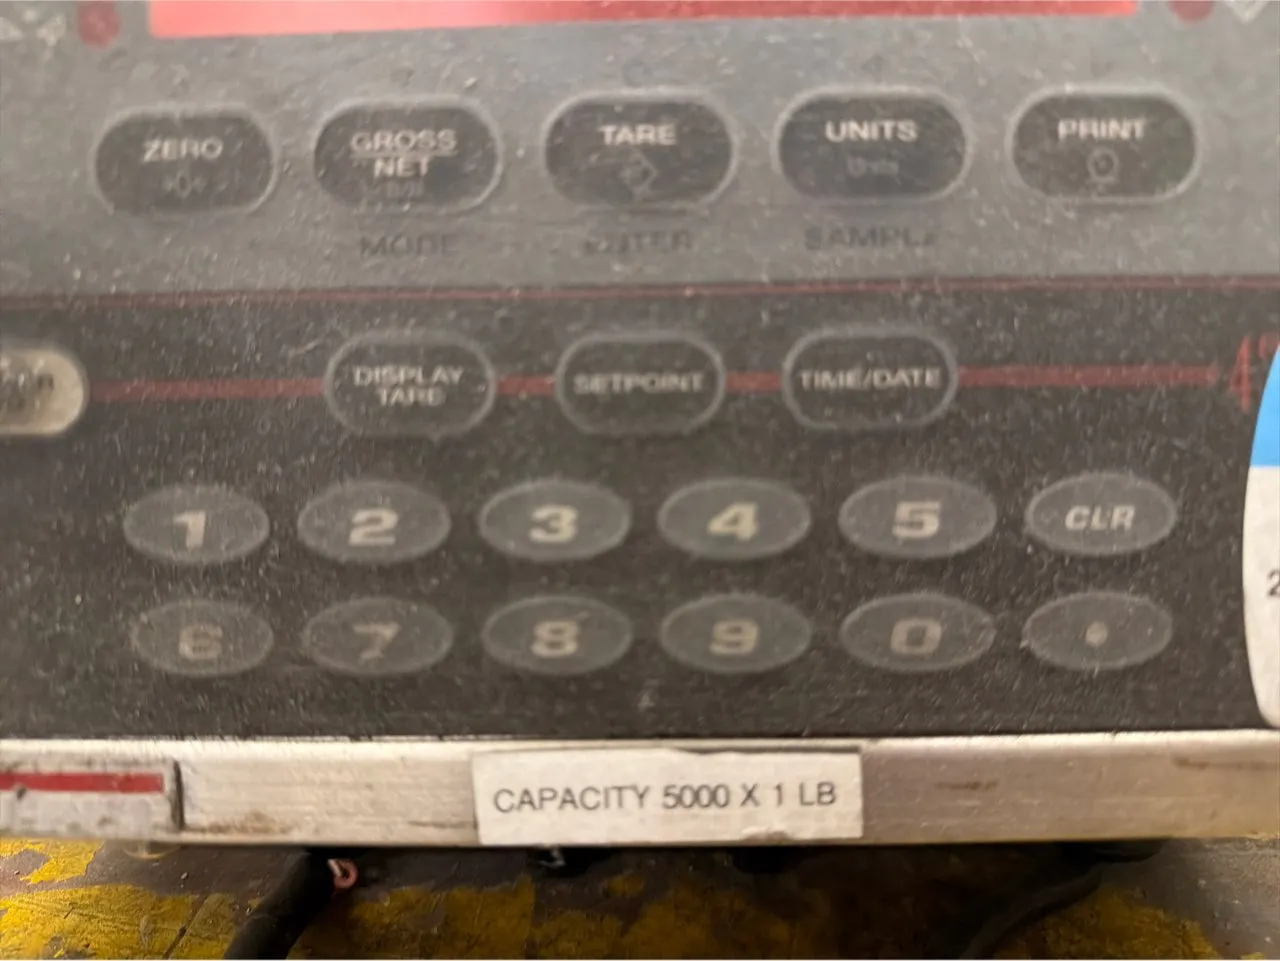 ZERO
GROSS
NET
TARE
UNITS
PRINT
MODE
ENTER
SAMPLE
DISPLAY
TARE
SETPOINT
TIME/DATE
1 2 3 4 5 CLR
6 7 8 9 0 •
CAPACITY 5000 X 1 LB